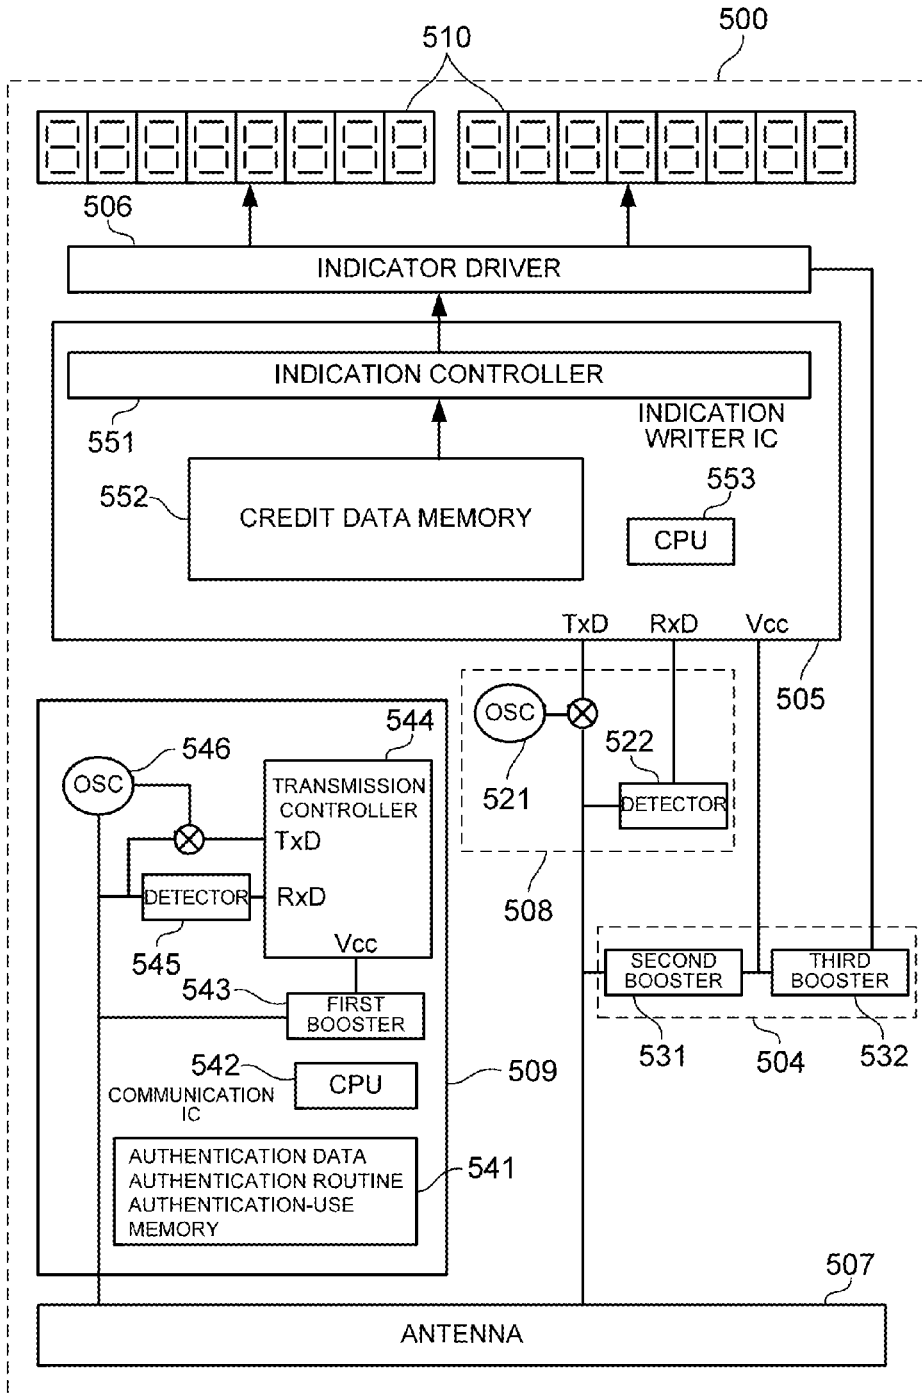 500
510
506
INDICATOR DRIVER
INDICATION CONTROLLER
551
INDICATION
WRITER IC
552
CREDIT DATA MEMORY
553
CPU
TxD
RxD
Vcc
505
OSC
521
522
DETECTOR
508
546
OSC
544
TRANSMISSION
CONTROLLER
TxD
DETECTOR
RxD
545
Vcc
543
FIRST
BOOSTER
SECOND
BOOSTER
THIRD
BOOSTER
531
504
532
542
CPU
509
COMMUNICATION
IC
AUTHENTICATION DATA
AUTHENTICATION ROUTINE
AUTHENTICATION-USE
MEMORY
541
507
ANTENNA